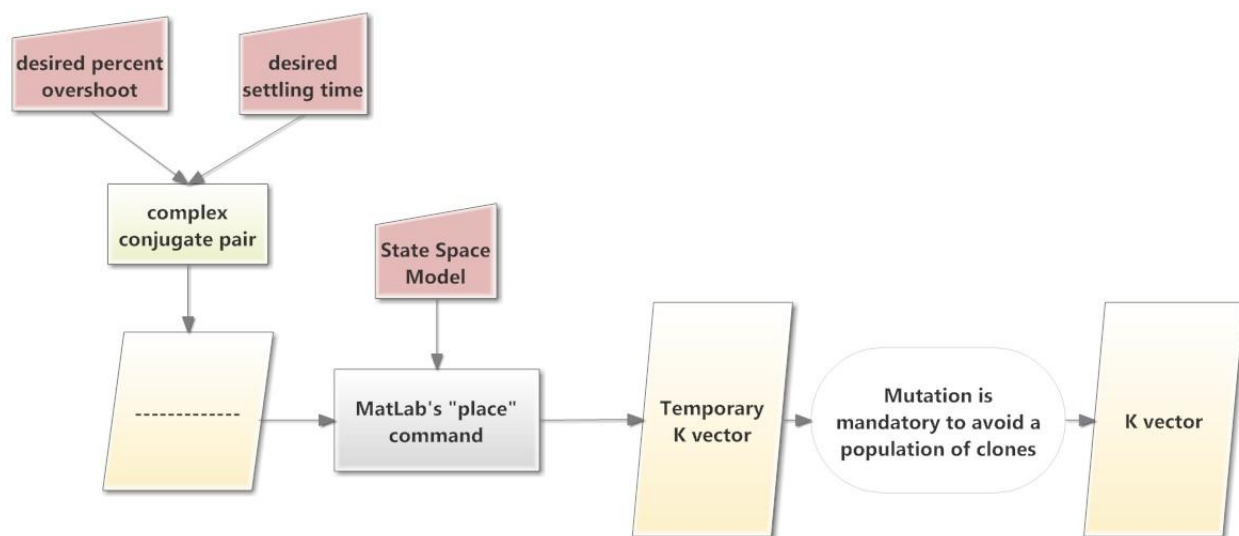 desired percent
overshoot
desired
settling time
complex
conjugate pair
State Space
Model
---------------
MatLab's "place"
command
Temporary
K vector
Mutation is
mandatory to avoid a
population of clones
K vector